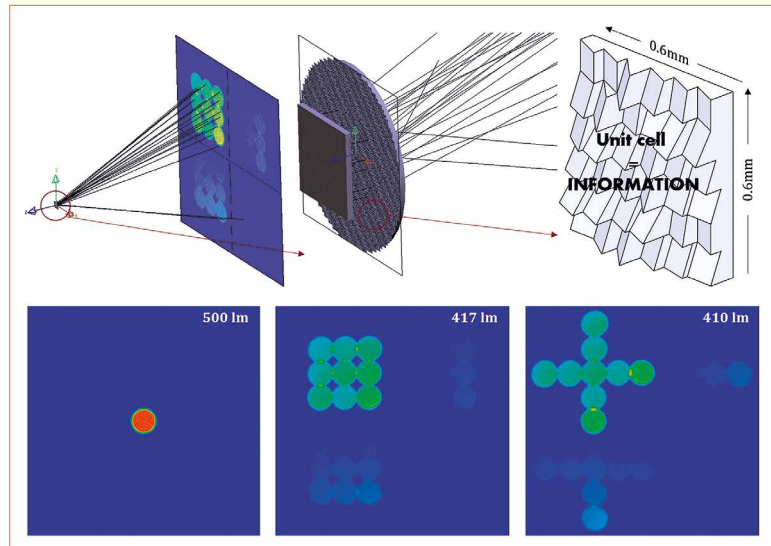 0.6mm
Unit cell
=
INFORMATION
0.6mm
500 lm
417 lm
410 lm